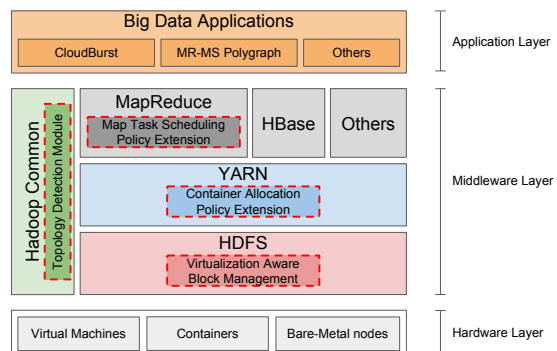 Big Data Applications
CloudBurst
MR-MS Polygraph
Others
Application Layer
Hadoop Common
Topology Detection Module
MapReduce
Map Task Scheduling
Policy Extension
HBase
Others
YARN
Container Allocation
Policy Extension
HDFS
Virtualization Aware
Block Management
Middleware Layer
Virtual Machines
Containers
Bare-Metal nodes
Hardware Layer